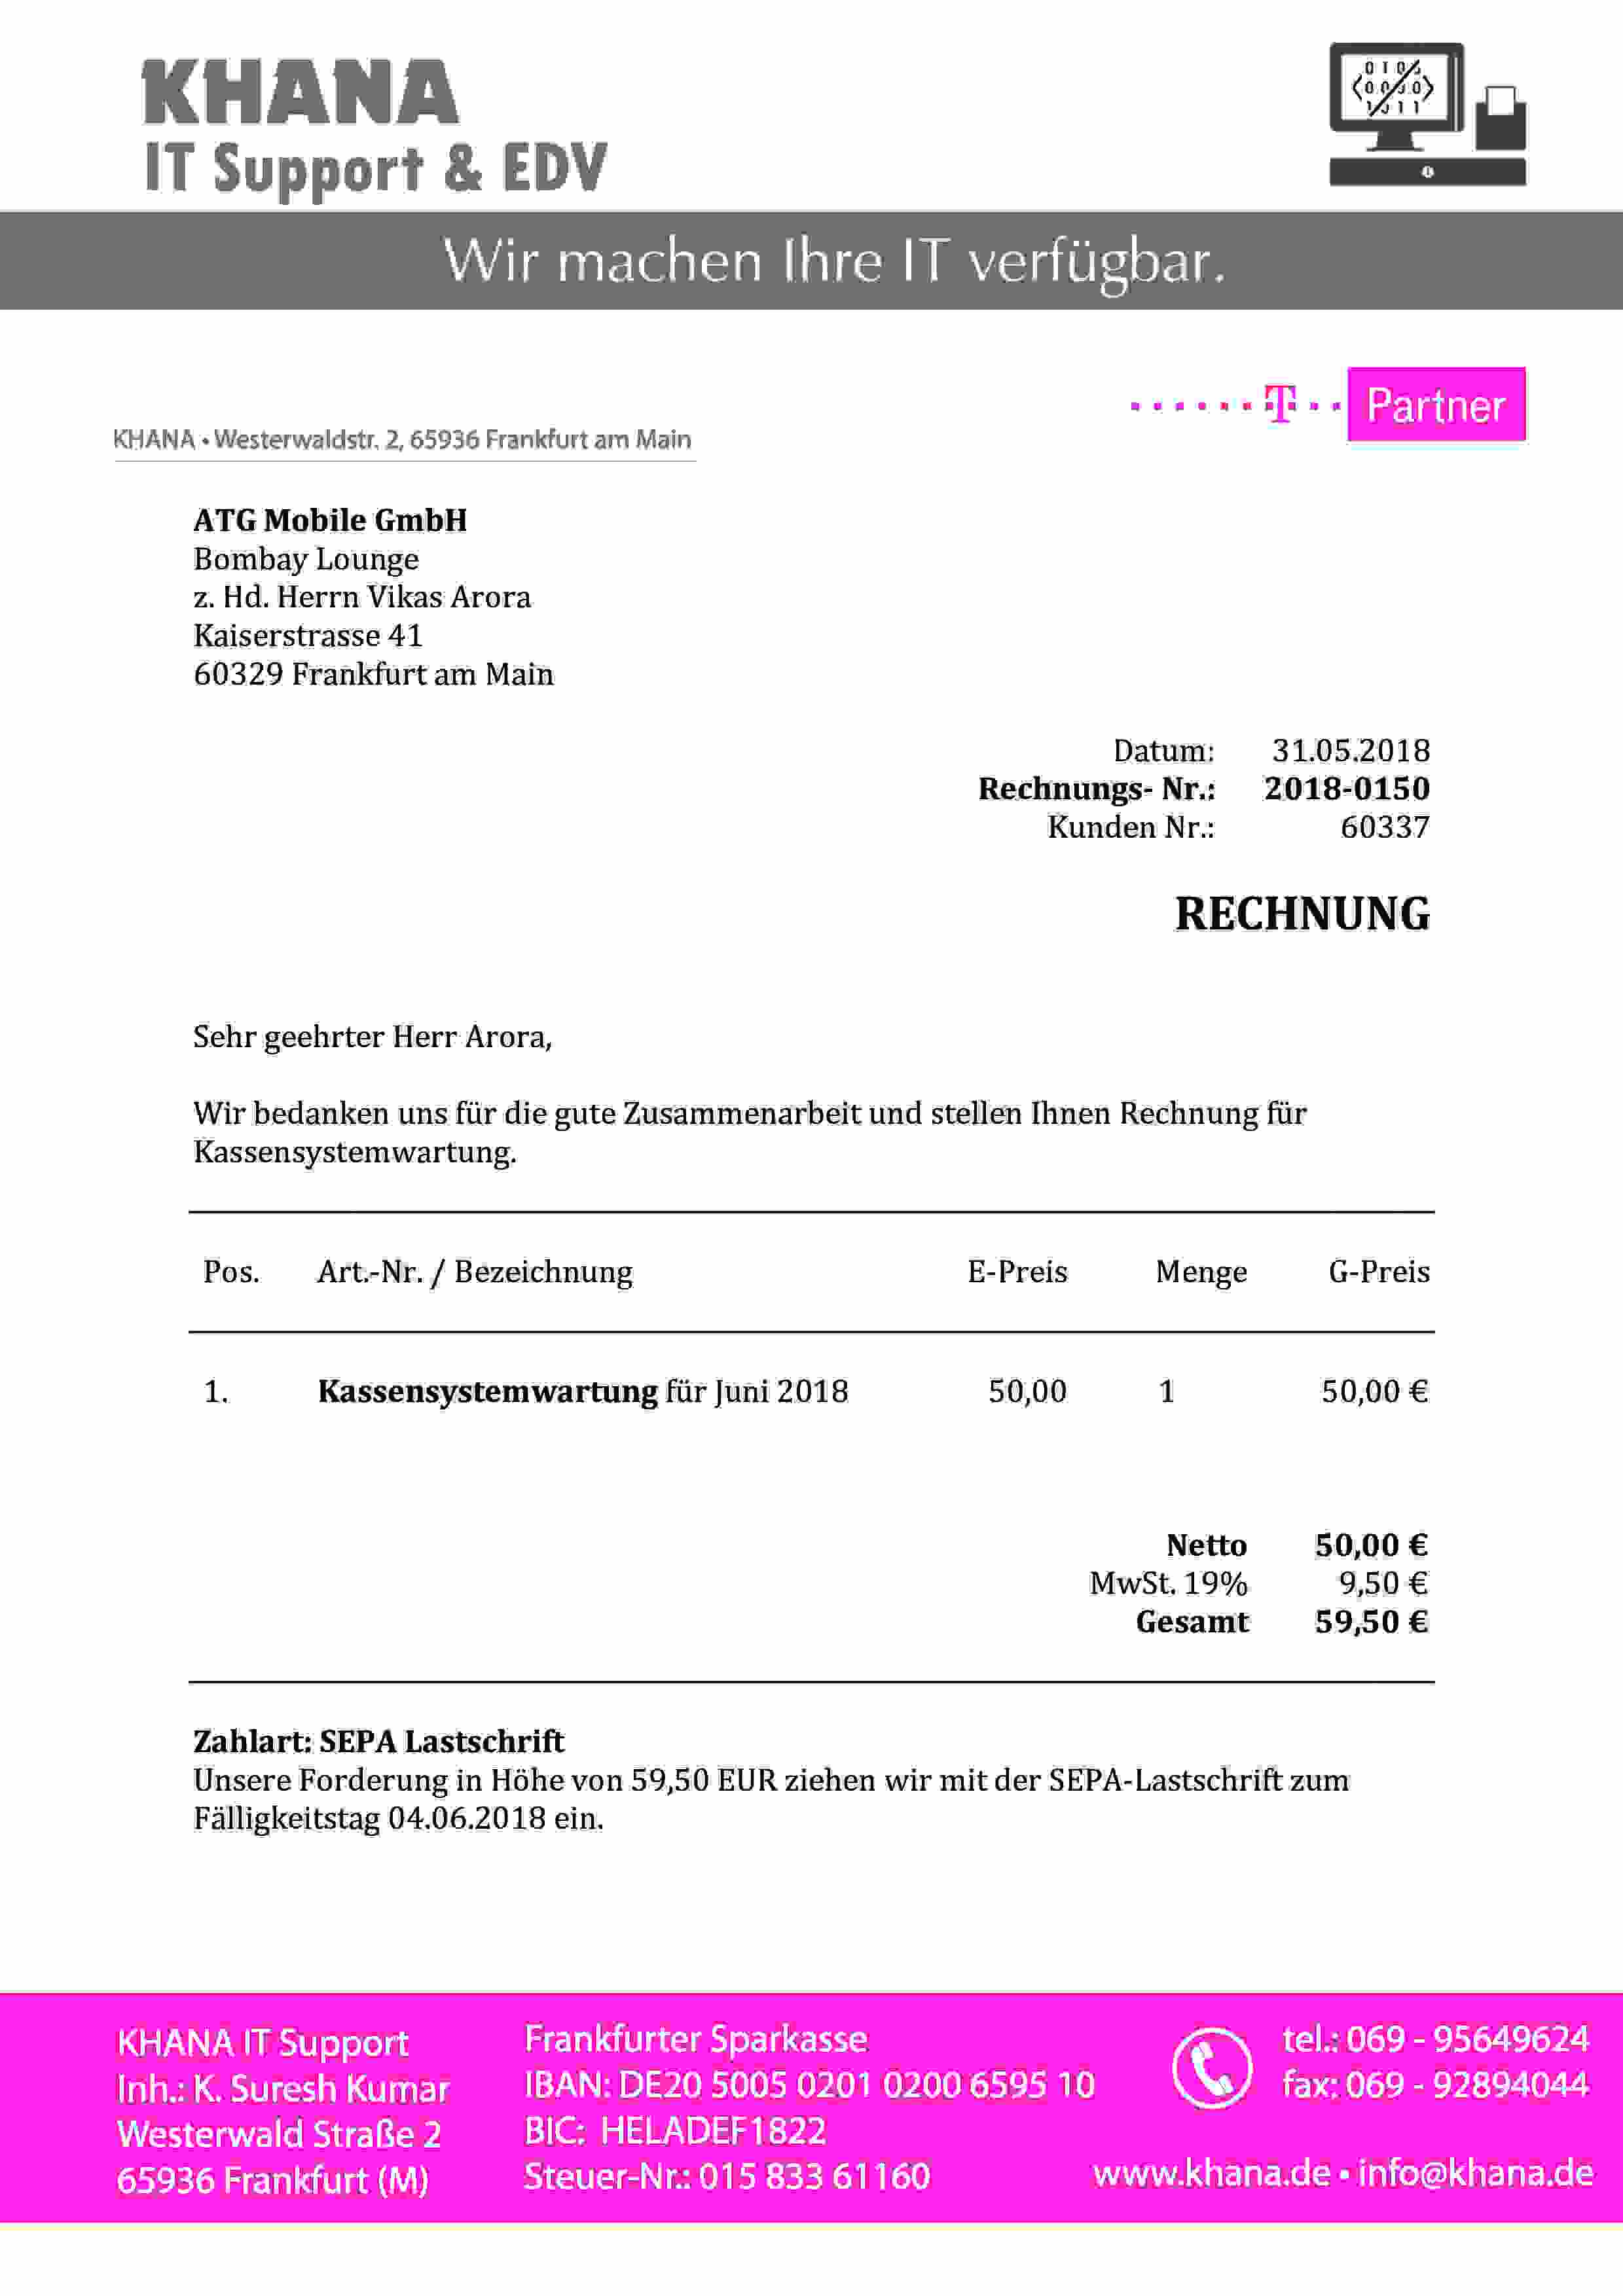 KHANA
IT Support & EDV
Wir machen Ihre IT verfügbar.
T Partner
KHANA • Westerwaldstr. 2, 65936 Frankfurt am Main
ATG Mobile GmbH
Bombay Lounge
z. Hd. Herrn Vikas Arora
Kaiserstrasse 41
60329 Frankfurt am Main
Datum: 31.05.2018
Rechnungs- Nr.: 2018-0150
Kunden Nr.: 60337
RECHNUNG
Sehr geehrter Herr Arora,
Wir bedanken uns für die gute Zusammenarbeit und stellen Ihnen Rechnung für
Kassensystemwartung.
Pos. Art.-Nr. / Bezeichnung E-Preis Menge G-Preis
1. Kassensystemwartung für Juni 2018 50,00 1 50,00 €
Netto 50,00 €
MwSt. 19% 9,50 €
Gesamt 59,50 €
Zahlart: SEPA Lastschrift
Unsere Forderung in Höhe von 59,50 EUR ziehen wir mit der SEPA-Lastschrift zum
Fälligkeitstag 04.06.2018 ein.
KHANA IT Support
Inh.: K. Suresh Kumar
Westerwald Straße 2
65936 Frankfurt (M)
Frankfurter Sparkasse
IBAN: DE20 5005 0201 0200 6595 10
BIC: HELADEF1822
Steuer-Nr.: 015 833 61160
tel.: 069 - 95649624
fax: 069 - 92894044
www.khana.de • info@khana.de